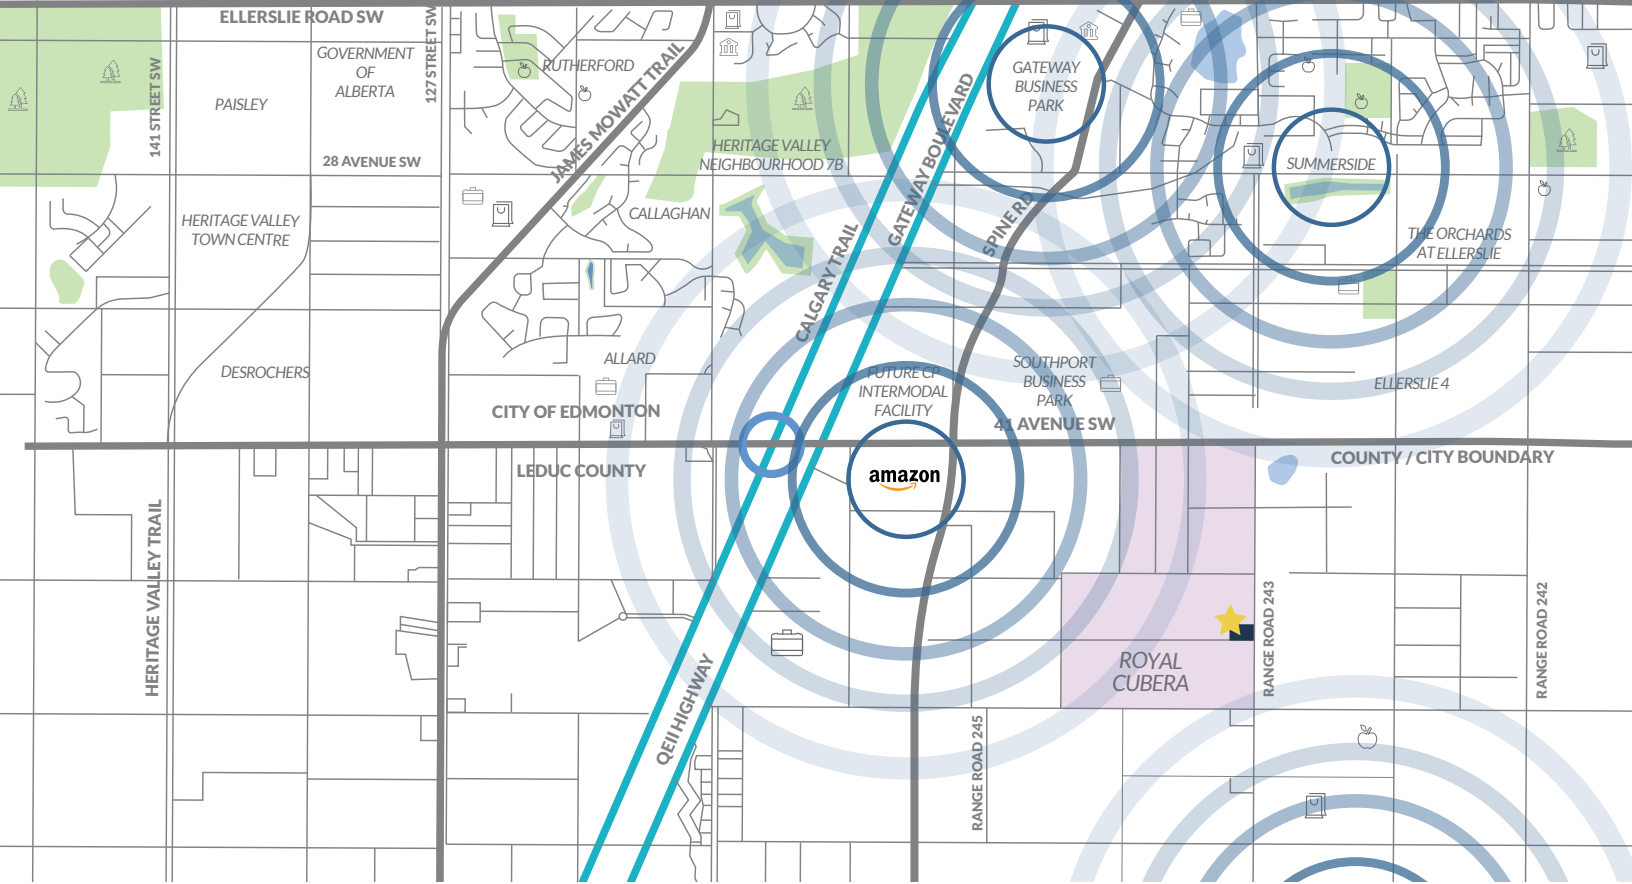 ELLERSLIE ROAD SW
141 STREET SW
127 STREET SW
GOVERNMENT
OF
ALBERTA
PAISLEY
RUTHERFORD
JAMES MOWATT TRAIL
28 AVENUE SW
HERITAGE VALLEY
NEIGHBOURHOOD 7B
GATEWAY BOULEVARD
GATEWAY
BUSINESS
PARK
SUMMERSIDE
CALLAGHAN
HERITAGE VALLEY
TOWN CENTRE
CALGARY TRAIL
SPINE RD
THE ORCHARDS
AT ELLERSLIE
DESROCHERS
ALLARD
FUTURE CP
INTERMODAL
FACILITY
SOUTHPORT
BUSINESS
PARK
ELLERSLIE 4
CITY OF EDMONTON
41 AVENUE SW
LEDUC COUNTY
COUNTY / CITY BOUNDARY
amazon
HERITAGE VALLEY TRAIL
RANGE ROAD 243
RANGE ROAD 242
ROYAL
CUBERA
QEII HIGHWAY
RANGE ROAD 245